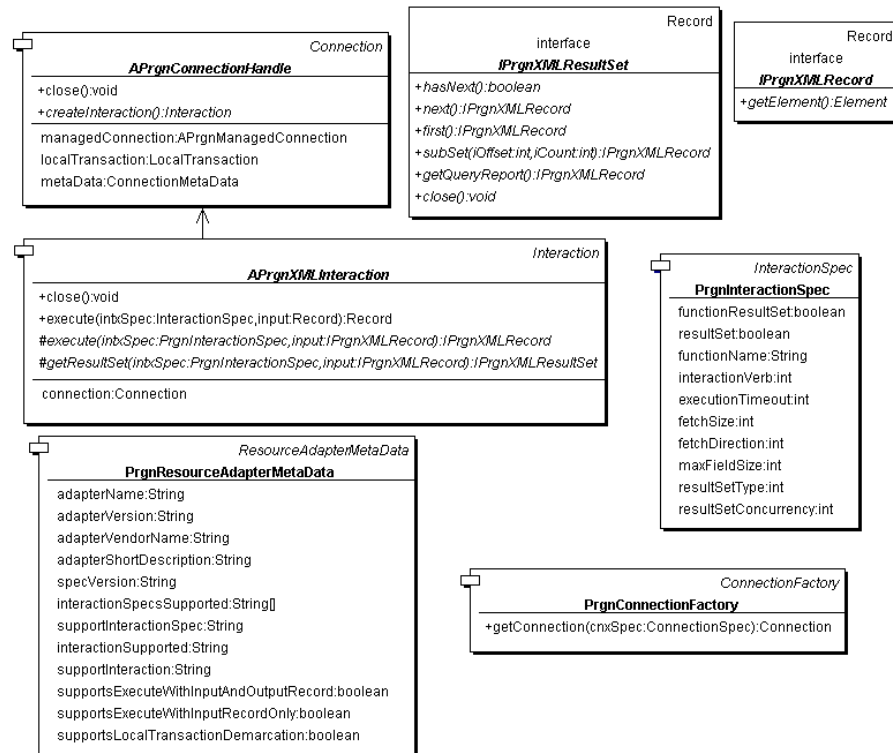 Connection
APrgnConnectionHandle
+close():void
+createInteraction():Interaction
managedConnection:APrgnManagedConnection
localTransaction:LocalTransaction
metaData:ConnectionMetaData
Record
interface
IPrgnXMLResultSet
+hasNext():boolean
+next():IPrgnXMLRecord
+first():IPrgnXMLRecord
+subSet(iOffset:int,iCount:int):IPrgnXMLRecord
+getQueryReport():IPrgnXMLRecord
+close():void
Record
interface
IPrgnXMLRecord
+getElement():Element
Interaction
APrgnXMLInteraction
+close():void
+execute(intxSpec:InteractionSpec,input:Record):Record
#execute(intxSpec:PrgnInteractionSpec,input:IPrgnXMLRecord):IPrgnXMLRecord
#getResultSet(intxSpec:PrgnInteractionSpec,input:IPrgnXMLRecord):IPrgnXMLResultSet
connection:Connection
InteractionSpec
PrgnInteractionSpec
functionResultSet:boolean
resultSet:boolean
functionName:String
interactionVerb:int
executionTimeout:int
fetchSize:int
fetchDirection:int
maxFieldSize:int
resultSetType:int
resultSetConcurrency:int
ResourceAdapterMetaData
PrgnResourceAdapterMetaData
adapterName:String
adapterVersion:String
adapterVendorName:String
adapterShortDescription:String
specVersion:String
interactionSpecsSupported:String[]
supportInteractionSpec:String
interactionSupported:String
supportInteraction:String
supportsExecuteWithInputAndOutputRecord:boolean
supportsExecuteWithInputRecordOnly:boolean
supportsLocalTransactionDemarcation:boolean
ConnectionFactory
PrgnConnectionFactory
+getConnection(cnxSpec:ConnectionSpec):Connection